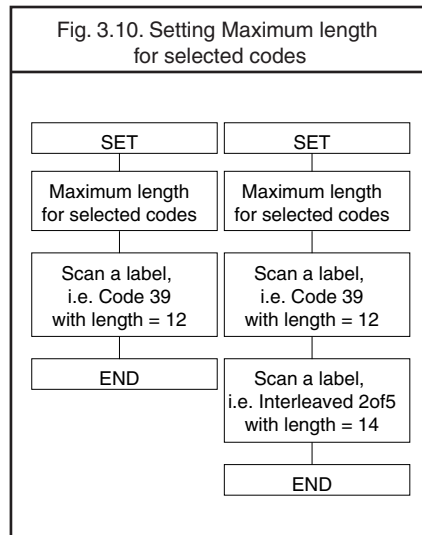 Fig. 3.10. Setting Maximum length
for selected codes
SET
Maximum length
for selected codes
Scan a label,
i.e. Code 39
with length = 12
END
SET
Maximum length
for selected codes
Scan a label,
i.e. Code 39
with length = 12
Scan a label,
i.e. Interleaved 2of5
with length = 14
END